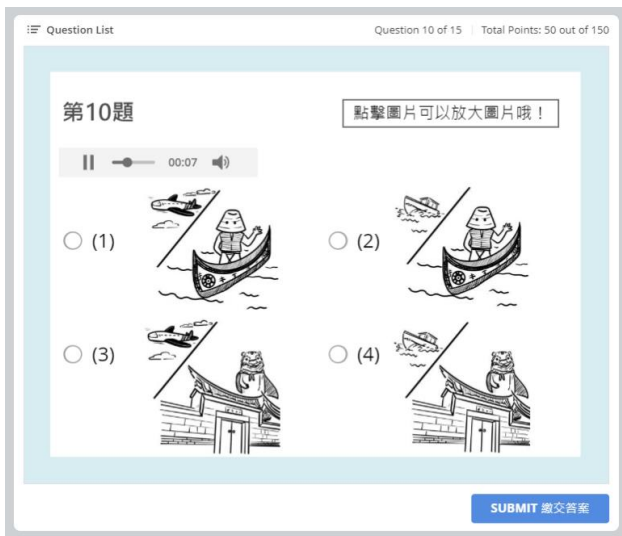 Question List
Question 10 of 15 | Total Points: 50 out of 150
第10題
點擊圖片可以放大圖片哦！
00:07
(1)
(2)
(3)
(4)
SUBMIT 繳交答案